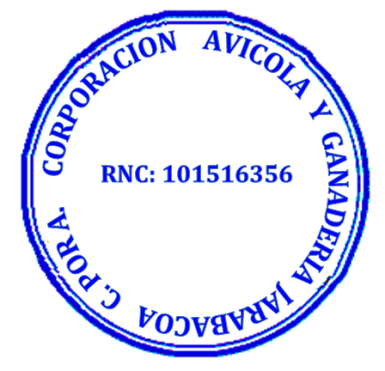 CORPORACION AVICOLA Y GANADERIA JARABACOA C. POR A.
RNC: 101516356